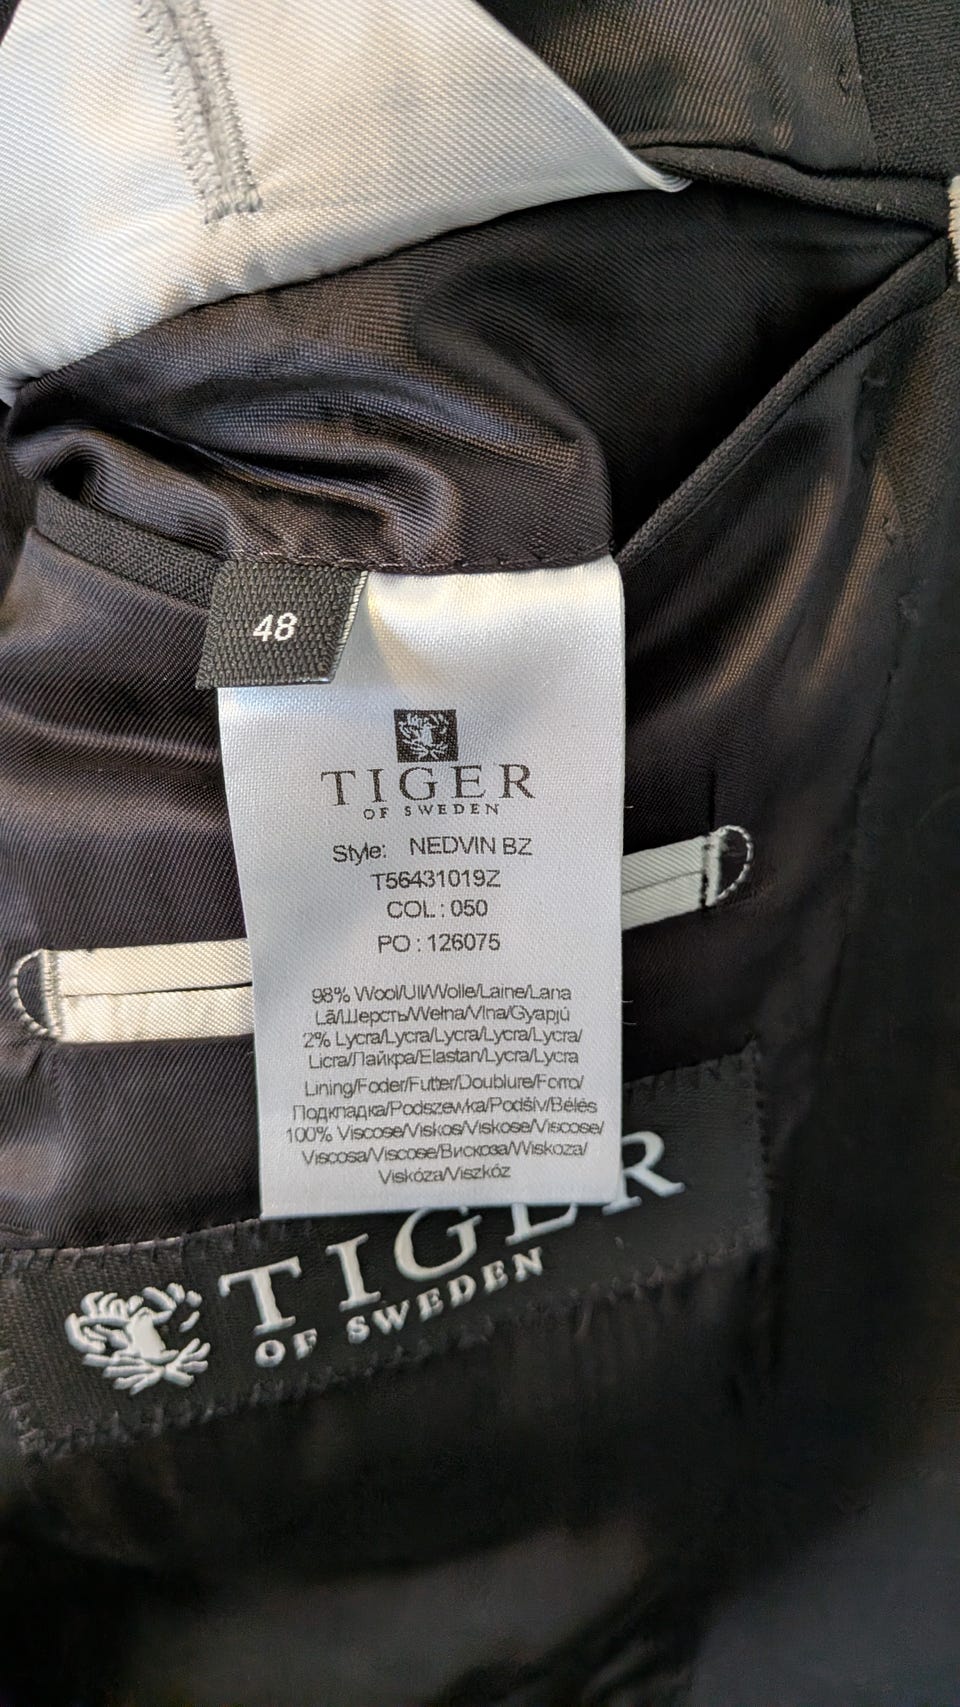 48
TIGER
OF SWEDEN
Style: NEDVIN BZ
T56431019Z
COL : 050
PO : 126075
98% Wool/Ull/Wolle/Laine/Lana
Lã/Шерсть/Wełna/Vlna/Gyapjú
2% Lycra/Lycra/Lycra/Lycra/Lycra/
Licra/Лайкра/Elastan/Lycra/Lycra
Lining/Foder/Futter/Doublure/Forro/
Подкладка/Podszewka/Podšív/Bélés
100% Viscose/Viskos/Viskose/Viscose/
Viscosa/Viscose/Вискоза/Wiskoza/
Viskóza/Viszkóz
TIGER
OF SWEDEN